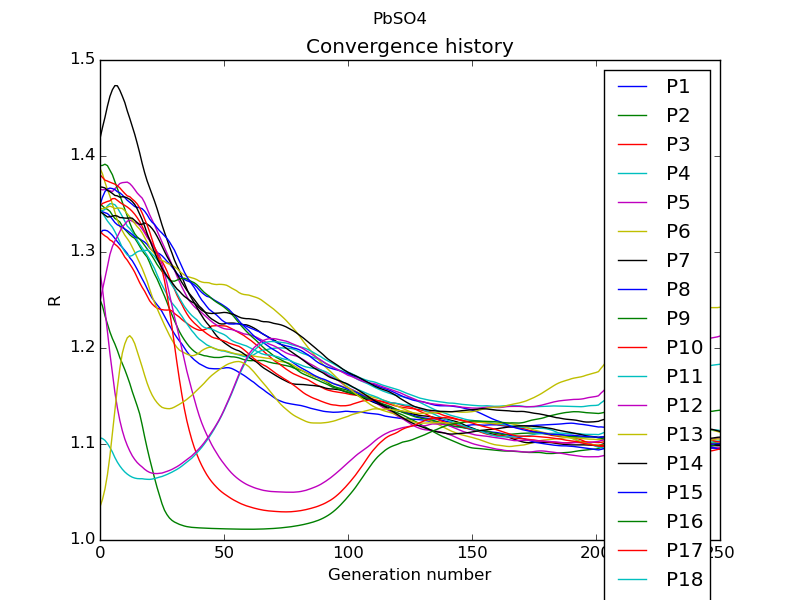 PbSO4
Convergence history
1.5
1.4
1.3
1.2
1.1
1.0
R
0 50 100 150 200 250
Generation number
P1
P2
P3
P4
P5
P6
P7
P8
P9
P10
P11
P12
P13
P14
P15
P16
P17
P18